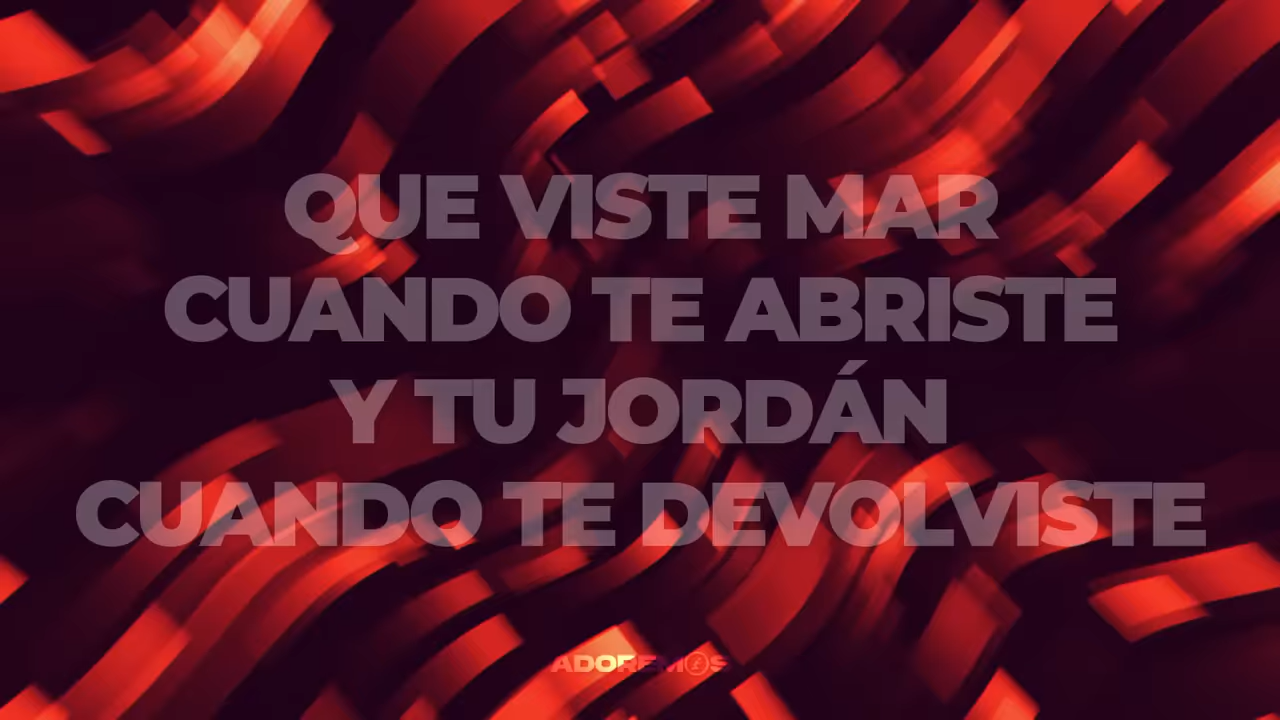 QUE VISTE MAR
CUANDO TE ABRISTE
Y TU JORDÁN
CUANDO TE DEVOLVISTE
ADOREMOS